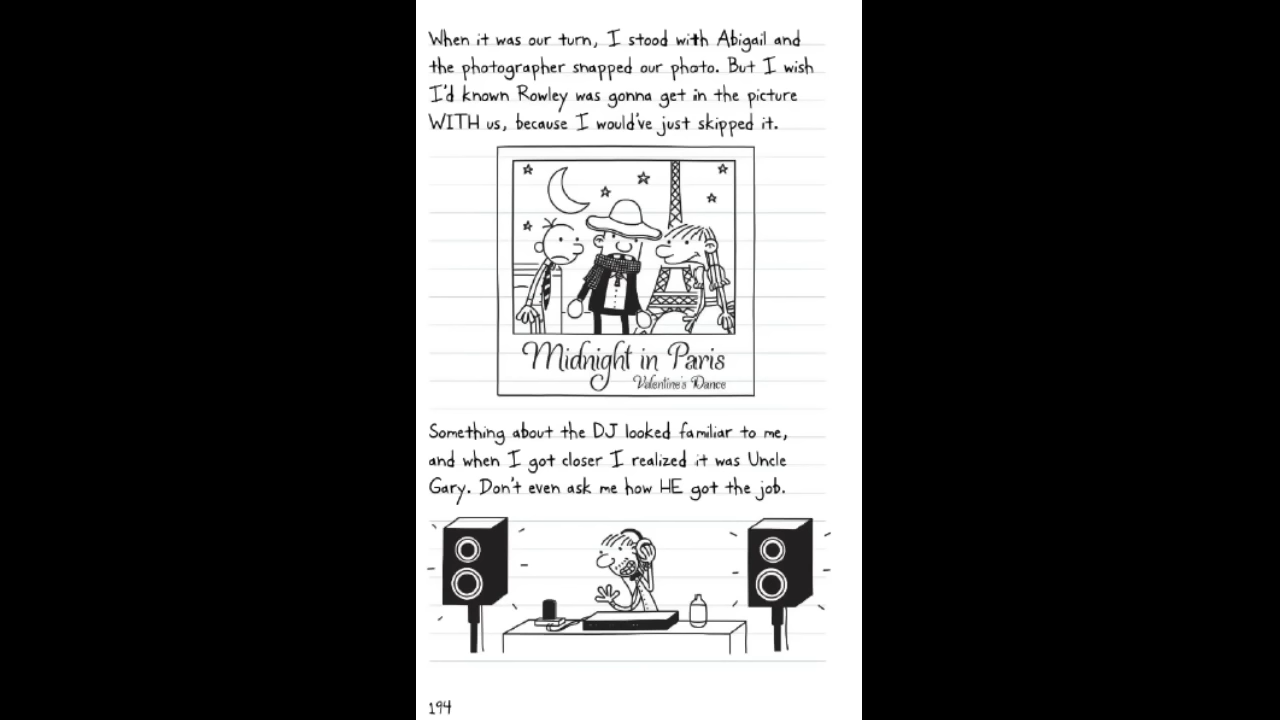 When it was our turn, I stood with Abigail and
the photographer snapped our photo. But I wish
I'd known Rowley was gonna get in the picture
WITH us, because I would've just skipped it.
Midnight in Paris
Valentine's Dance
Something about the DJ looked familiar to me,
and when I got closer I realized it was Uncle
Gary. Don't even ask me how HE got the job.
194